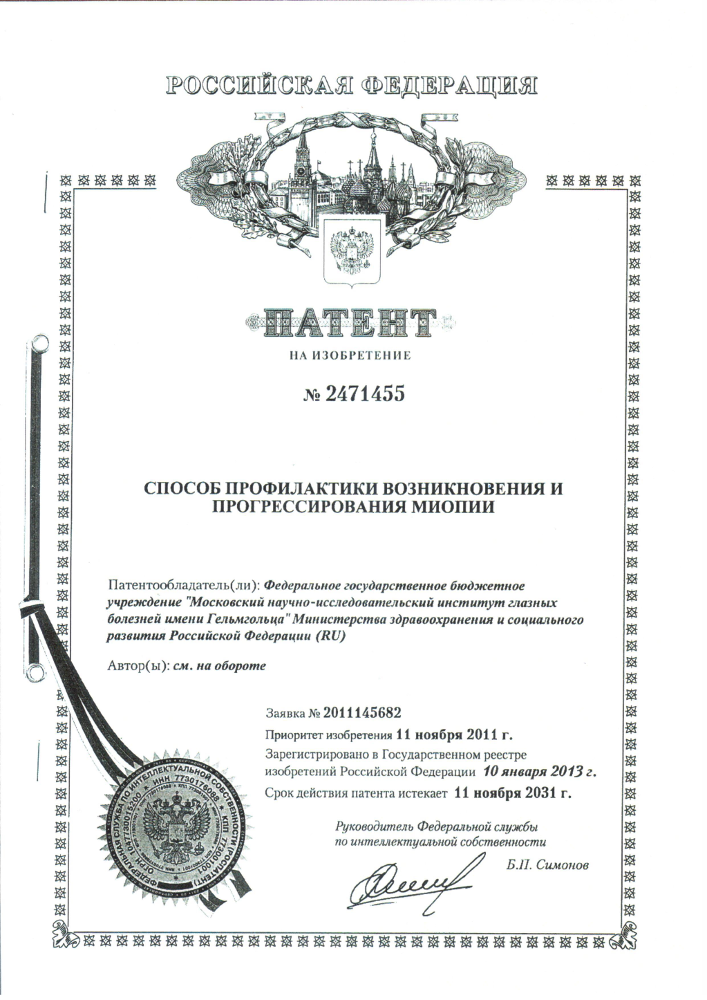 РОССИЙСКАЯ ФЕДЕРАЦИЯ
ПАТЕНТ
НА ИЗОБРЕТЕНИЕ
№ 2471455
СПОСОБ ПРОФИЛАКТИКИ ВОЗНИКНОВЕНИЯ И
ПРОГРЕССИРОВАНИЯ МИОПИИ
Патентообладатель(ли): Федеральное государственное бюджетное
учреждение "Московский научно-исследовательский институт глазных
болезней имени Гельмгольца" Министерства здравоохранения и социального
развития Российской Федерации (RU)
Автор(ы): см. на обороте
Заявка № 2011145682
Приоритет изобретения 11 ноября 2011 г.
Зарегистрировано в Государственном реестре
изобретений Российской Федерации 10 января 2013 г.
Срок действия патента истекает 11 ноября 2031 г.
Руководитель Федеральной службы
по интеллектуальной собственности
Б.П. Симонов
ФЕДЕРАЛЬНАЯ СЛУЖБА ПО ИНТЕЛЛЕКТУАЛЬНОЙ СОБСТВЕННОСТИ (РОСПАТЕНТ)
ОГРН 1047730015200 * ИНН 7730176088 * КПП 773001001